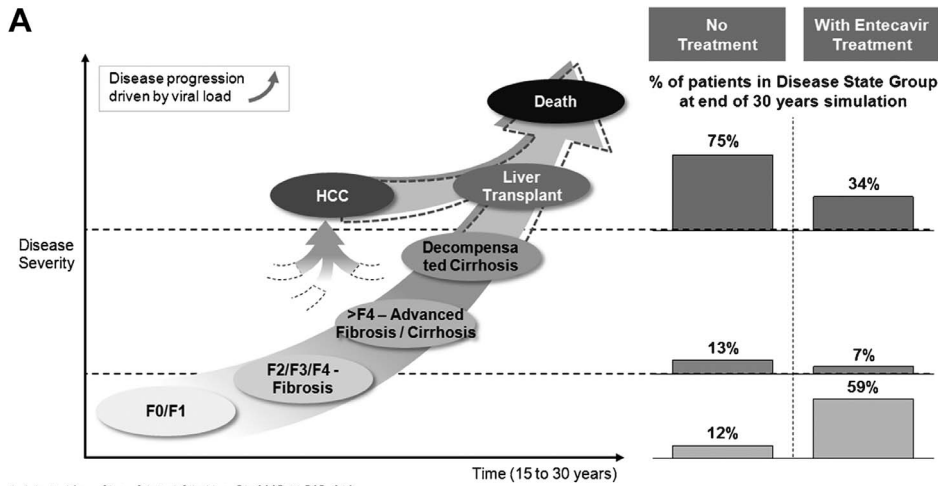 A
No
Treatment
With Entecavir
Treatment
Disease progression
driven by viral load
% of patients in Disease State Group
at end of 30 years simulation
Death
75%
HCC
Liver
Transplant
34%
Disease
Severity
Decompensa
ted Cirrhosis
>F4 – Advanced
Fibrosis / Cirrhosis
13%
7%
F2/F3/F4 -
Fibrosis
59%
F0/F1
12%
Time (15 to 30 years)